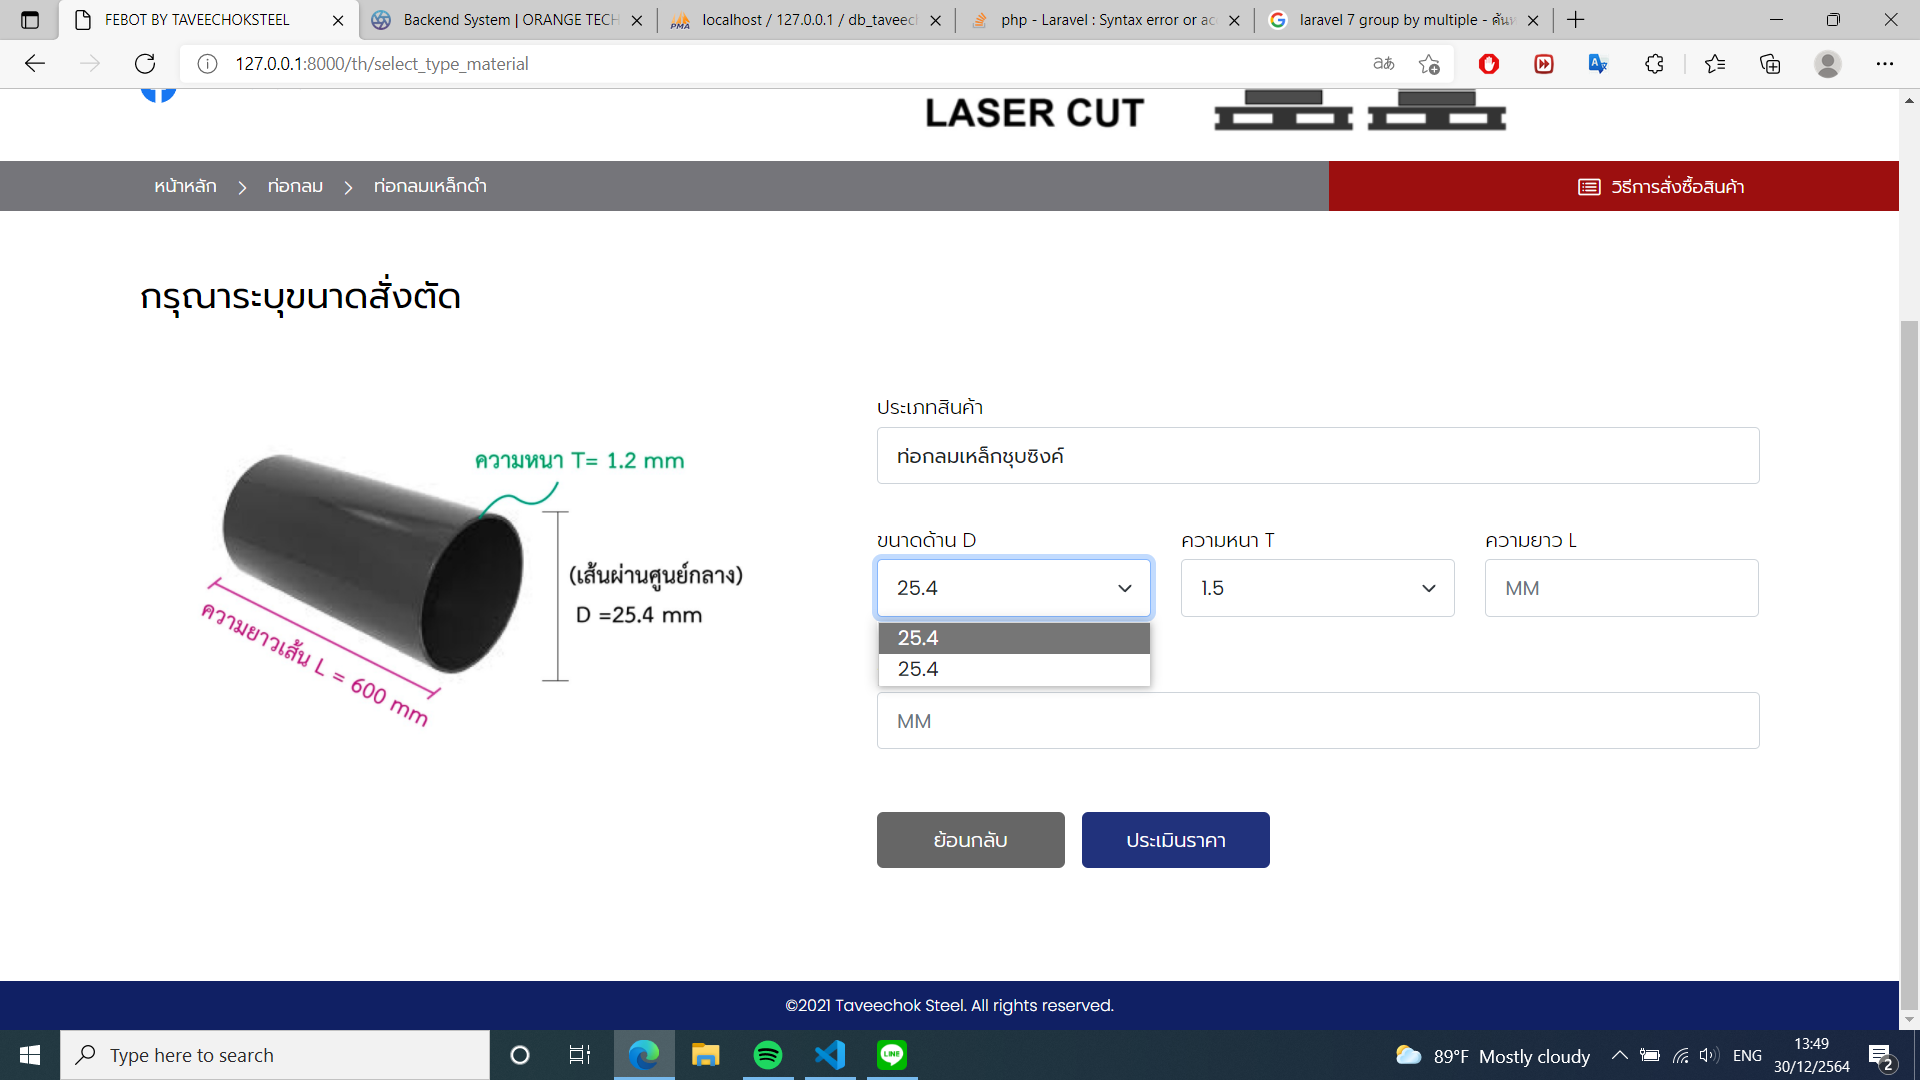 FEBOT BY TAVEECHOKSTEEL
Backend System | ORANGE TECH
localhost / 127.0.0.1 / db_taveech
php - Laravel : Syntax error or acc
laravel 7 group by multiple - ค้นห
127.0.0.1:8000/th/select_type_material
LASER CUT
หน้าหลัก
ท่อกลม
ท่อกลมเหล็กดำ
วิธีการสั่งซื้อสินค้า
กรุณาระบุขนาดสั่งตัด
ความหนา T= 1.2 mm
(เส้นผ่านศูนย์กลาง)
D =25.4 mm
ความยาวเส้น L = 600 mm
ประเภทสินค้า
ท่อกลมเหล็กชุบซิงค์
ขนาดด้าน D
ความหนา T
ความยาว L
25.4
1.5
MM
25.4
25.4
MM
ย้อนกลับ
ประเมินราคา
©2021 Taveechok Steel. All rights reserved.
Type here to search
LINE
89°F Mostly cloudy
ENG
13:49
30/12/2564
2